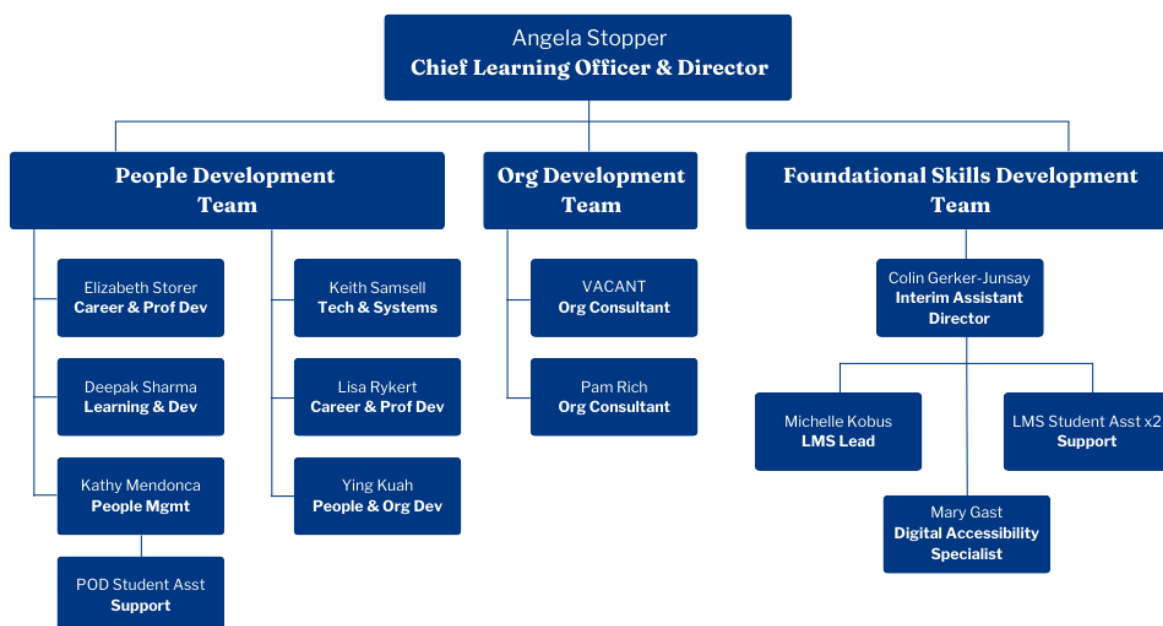 Angela Stopper
Chief Learning Officer & Director
People Development
Team
Org Development
Team
Foundational Skills Development
Team
Elizabeth Storer
Career & Prof Dev
Keith Samsell
Tech & Systems
VACANT
Org Consultant
Colin Gerker-Junsay
Interim Assistant
Director
Deepak Sharma
Learning & Dev
Lisa Rykert
Career & Prof Dev
Pam Rich
Org Consultant
Michelle Kobus
LMS Lead
LMS Student Asst x2
Support
Kathy Mendonca
People Mgmt
Ying Kuah
People & Org Dev
Mary Gast
Digital Accessibility
Specialist
POD Student Asst
Support